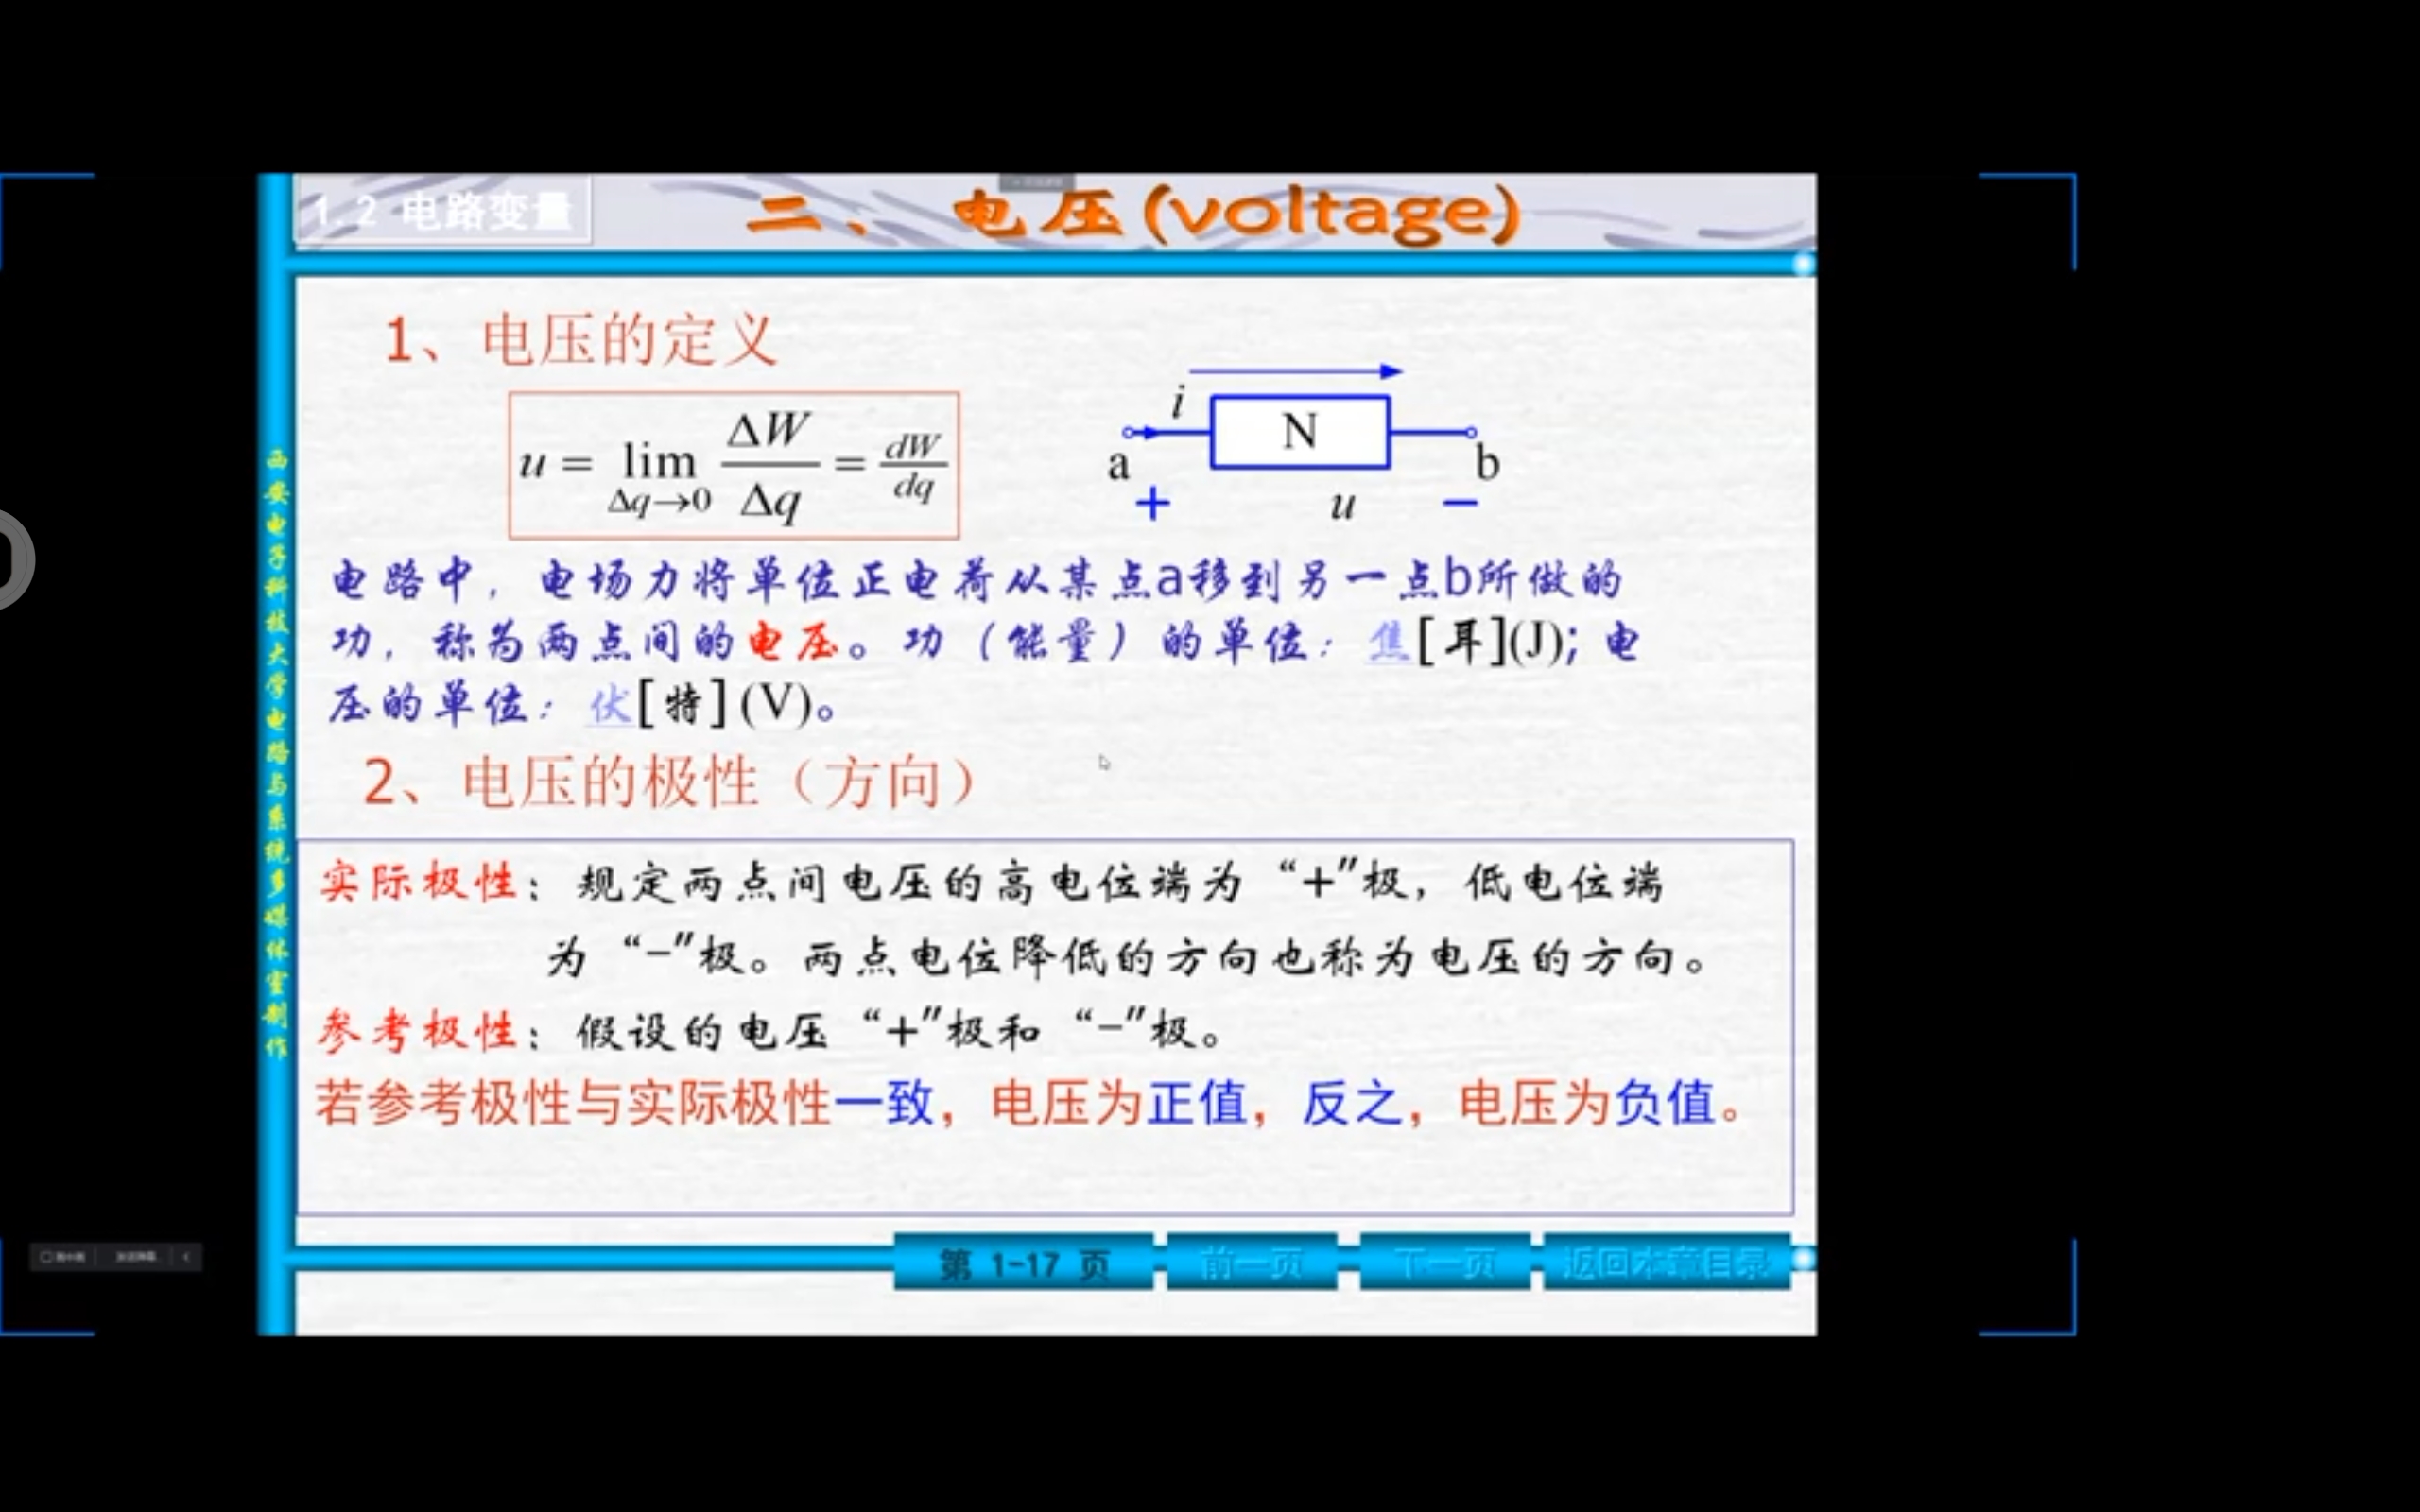 1.2 电路变量
二、 电压(voltage)
1、电压的定义
u = lim Δq→0 ΔW/Δq = dW/dq
i
N
a
b
+ u −
电路中，电场力将单位正电荷从某点a移到另一点b所做的
功，称为两点间的电压。功（能量）的单位：焦[耳](J)；电
压的单位：伏[特](V)。
2、电压的极性（方向）
实际极性：规定两点间电压的高电位端为“+”极，低电位端
为“−”极。两点电位降低的方向也称为电压的方向。
参考极性：假设的电压“+”极和“−”极。
若参考极性与实际极性一致，电压为正值，反之，电压为负值。
西安电子科技大学电路与系统多媒体室制作
第 1-17 页
前一页
下一页
返回本章目录